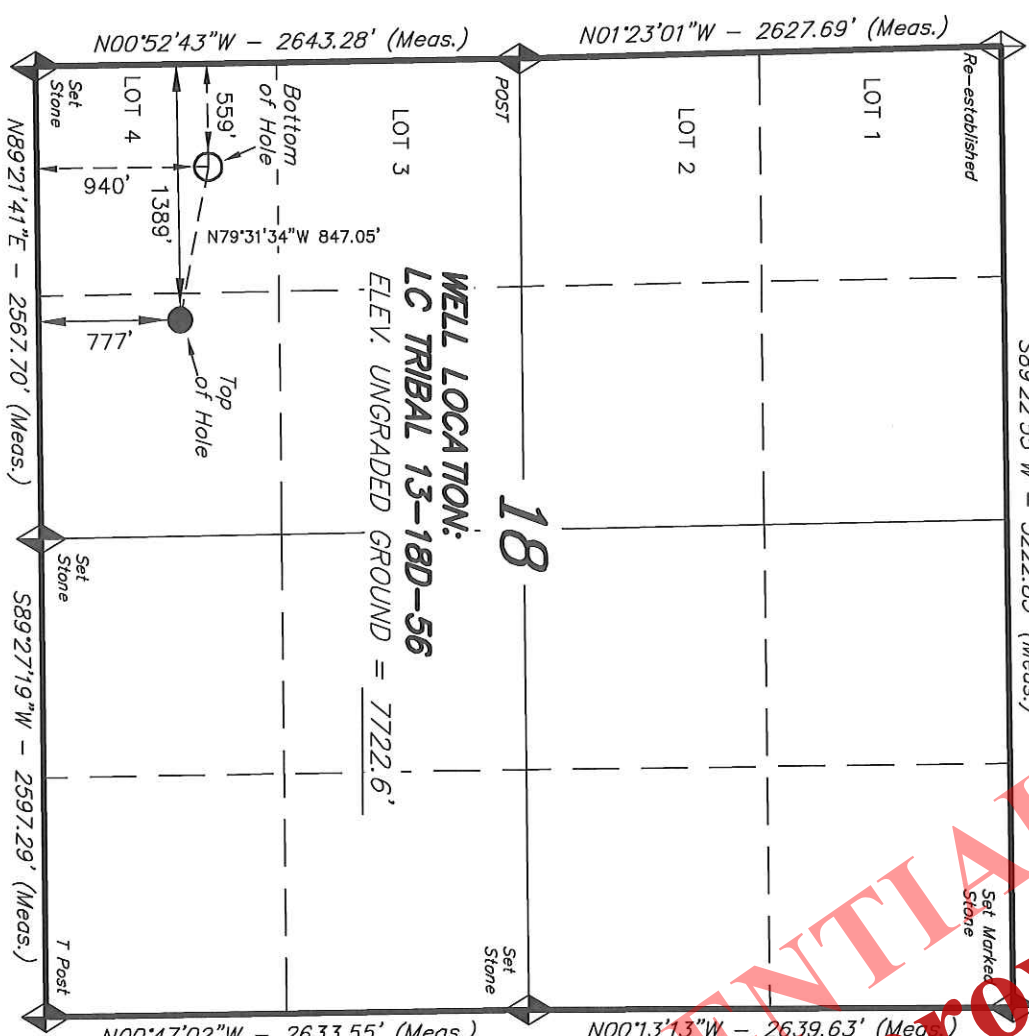 N00°52'43"W - 2643.28' (Meas.)
N01°23'01"W - 2627.69' (Meas.)
Re-established
LOT 1
LOT 2
POST
LOT 3
Bottom
of Hole
LOT 4
Set
Stone
559'
940'
1389'
N79°31'34"W 847.05'
777'
Top
of Hole
WELL LOCATION:
LC TRIBAL 13-18D-56
ELEV. UNGRADED GROUND = 7722.6'
18
N89°21'41"E - 2567.70' (Meas.)
Set
Stone
S89°27'19"W - 2597.29' (Meas.)
T Post
Set
Stone
Set Marked
Stone
N00°47'02"W - 2633.55' (Meas.)
N00°13'13"W - 2639.63' (Meas.)